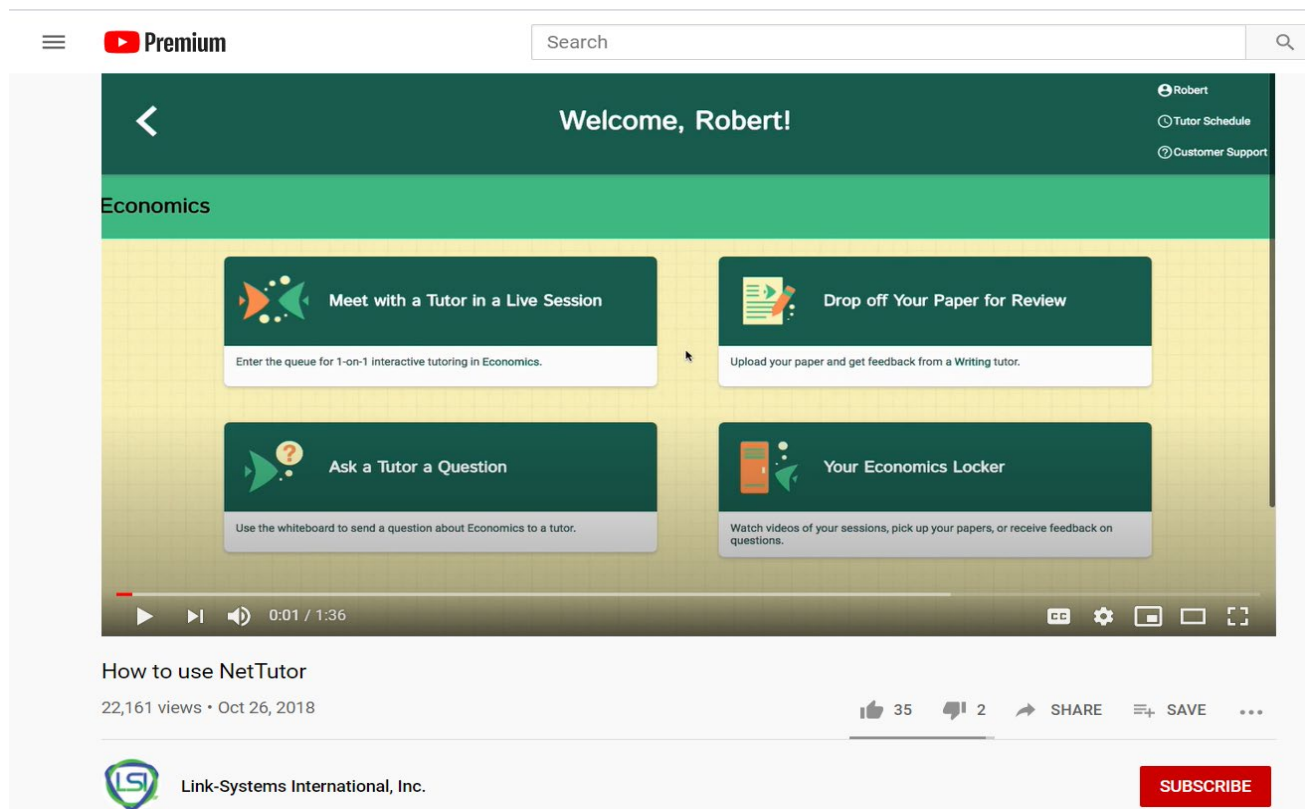 Premium
Search
Welcome, Robert!
Robert
Tutor Schedule
Customer Support
Economics
Meet with a Tutor in a Live Session
Enter the queue for 1-on-1 interactive tutoring in Economics.
Drop off Your Paper for Review
Upload your paper and get feedback from a Writing tutor.
Ask a Tutor a Question
Use the whiteboard to send a question about Economics to a tutor.
Your Economics Locker
Watch videos of your sessions, pick up your papers, or receive feedback on
questions.
0:01 / 1:36
CC
How to use NetTutor
22,161 views • Oct 26, 2018
35
2
SHARE
SAVE
LSI
Link-Systems International, Inc.
SUBSCRIBE